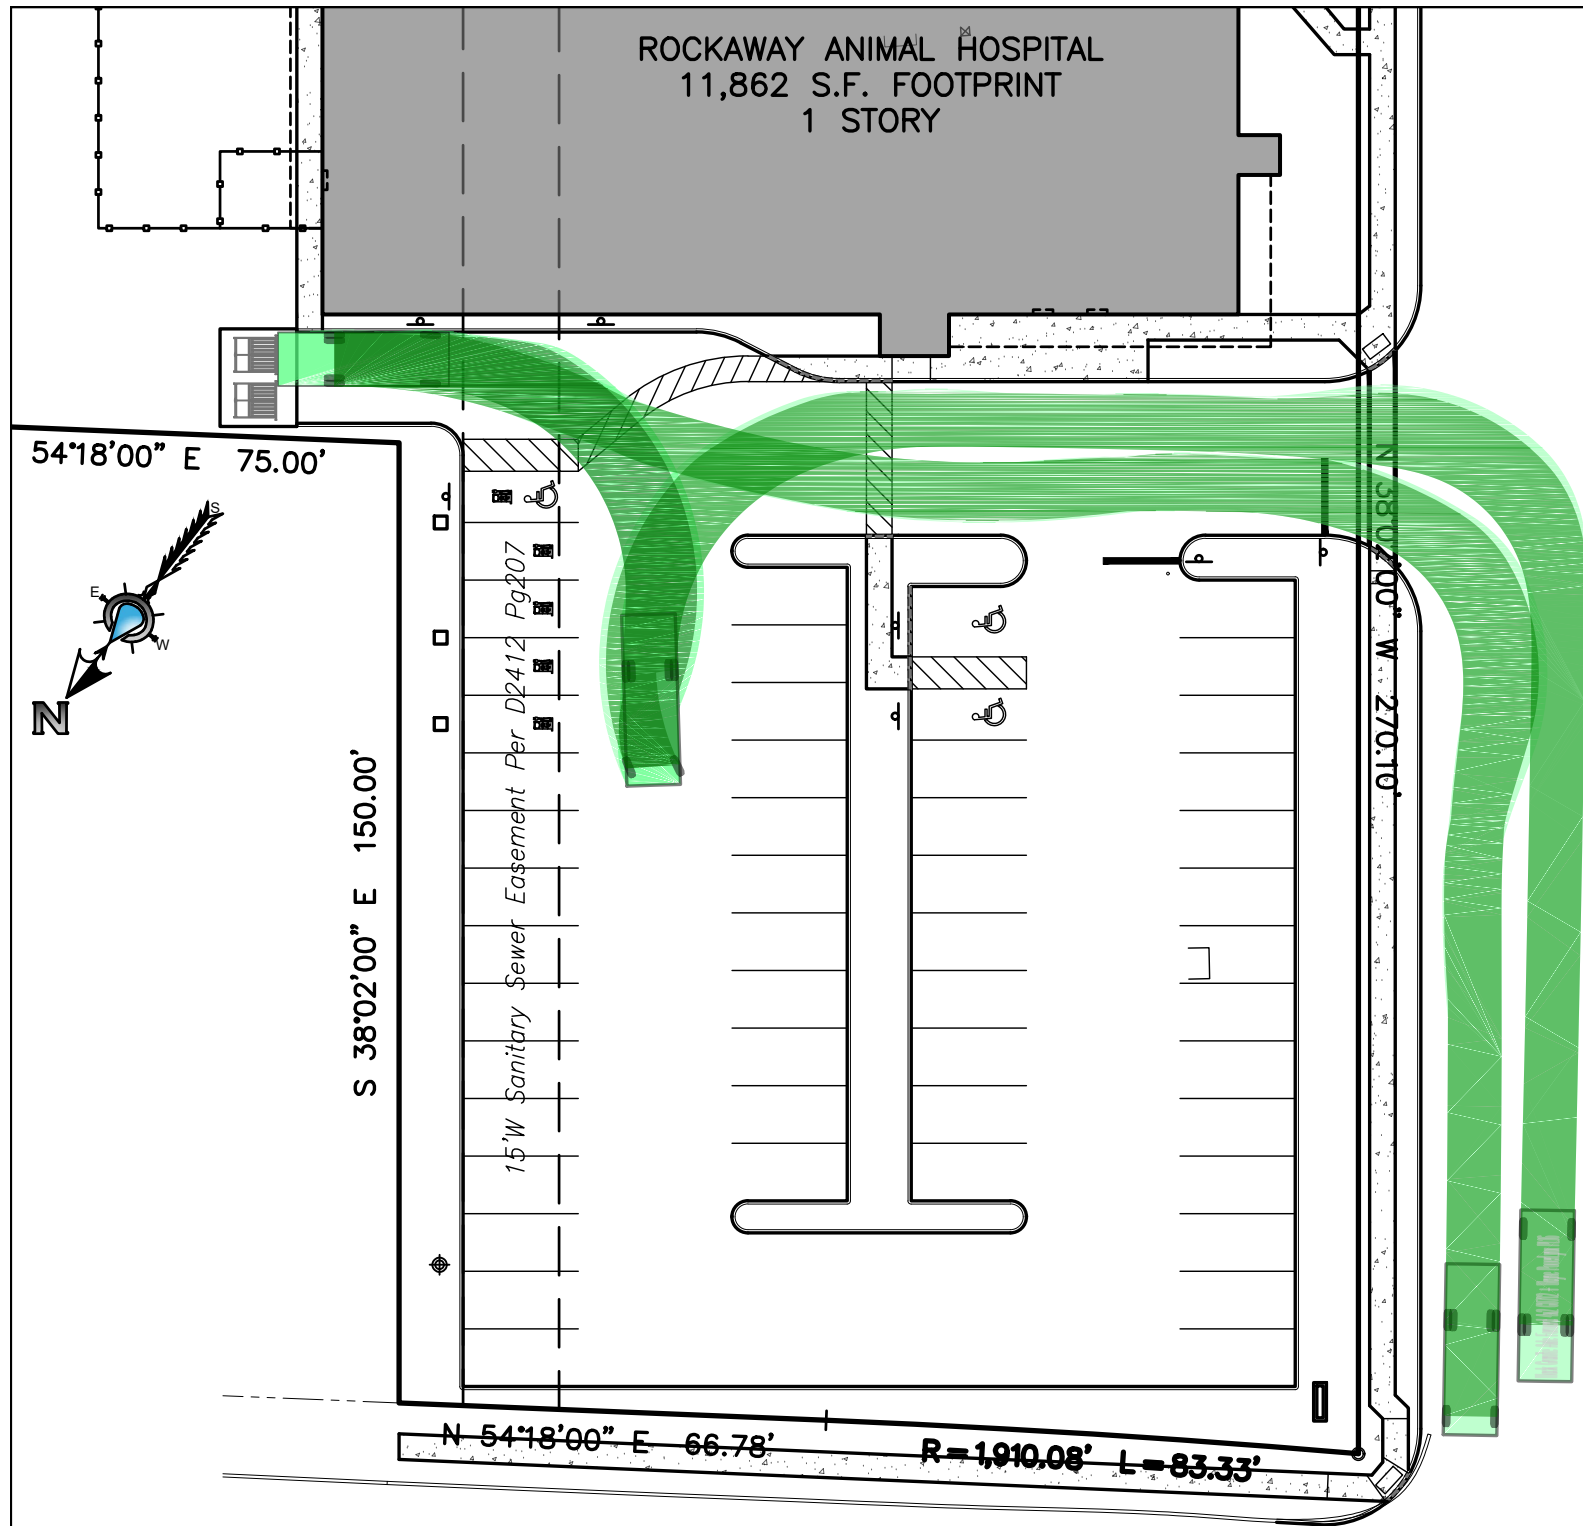 ROCKAWAY ANIMAL HOSPITAL
11,862 S.F. FOOTPRINT
1 STORY
54°18'00" E 75.00'
S
E
W
N
S 38°02'00" E 150.00'
15'W Sanitary Sewer Easement Per D2412 Pg207
N 38°02'00" W 270.10'
N 54°18'00" E 66.78'
R=1,910.08' L=83.33'